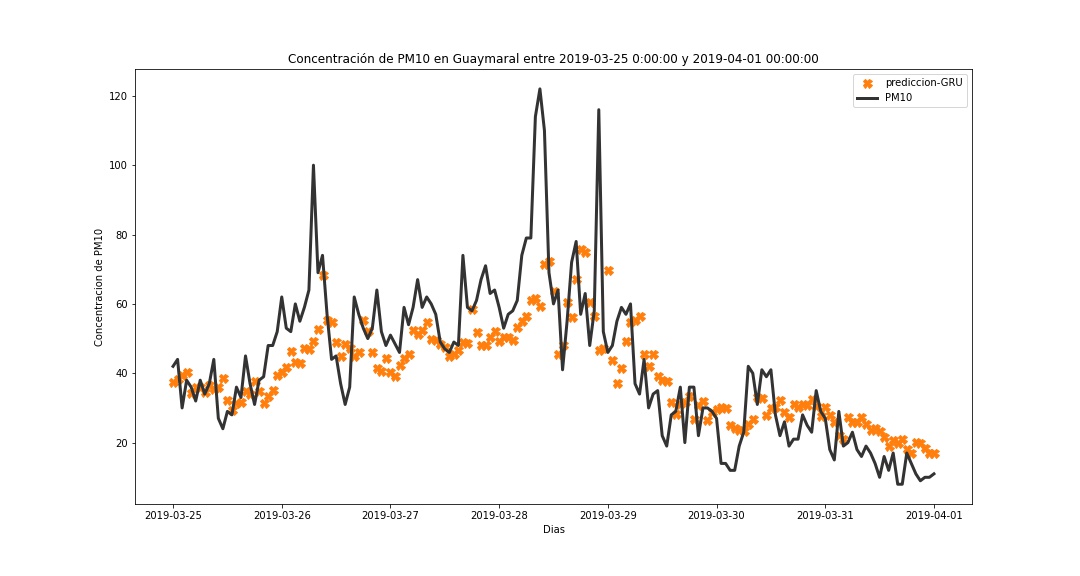 Concentración de PM10 en Guaymaral entre 2019-03-25 0:00:00 y 2019-04-01 00:00:00
prediccion-GRU
PM10
Concentracion de PM10
120
100
80
60
40
20
2019-03-25 2019-03-26 2019-03-27 2019-03-28 2019-03-29 2019-03-30 2019-03-31 2019-04-01
Dias